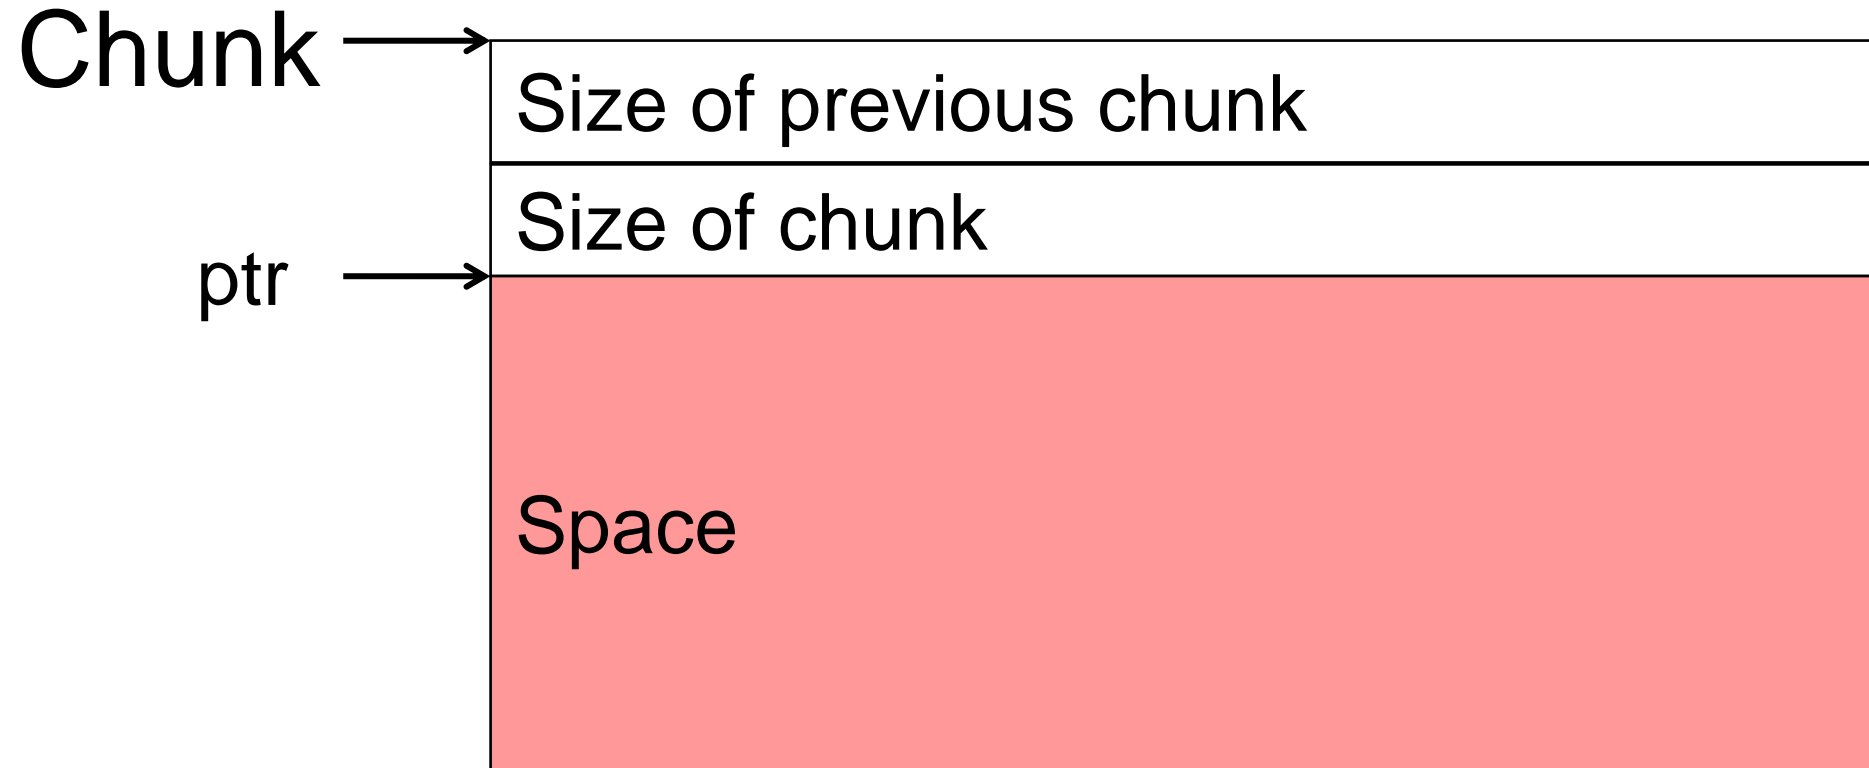 Chunk
Size of previous chunk
Size of chunk
ptr
Space